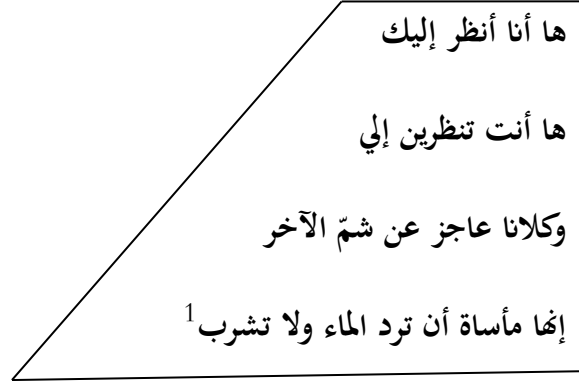 ها أنا أنظر إليك
ها أنت تنظرين إلي
وكلانا عاجز عن شمّ الآخر
إنها مأساة أن ترد الماء ولا تشرب1